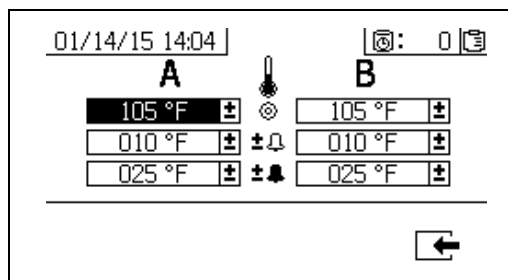 01/14/15 14:04 : 0
A B
105 °F ± 105 °F ±
010 °F ± ± 010 °F ±
025 °F ± ± 025 °F ±